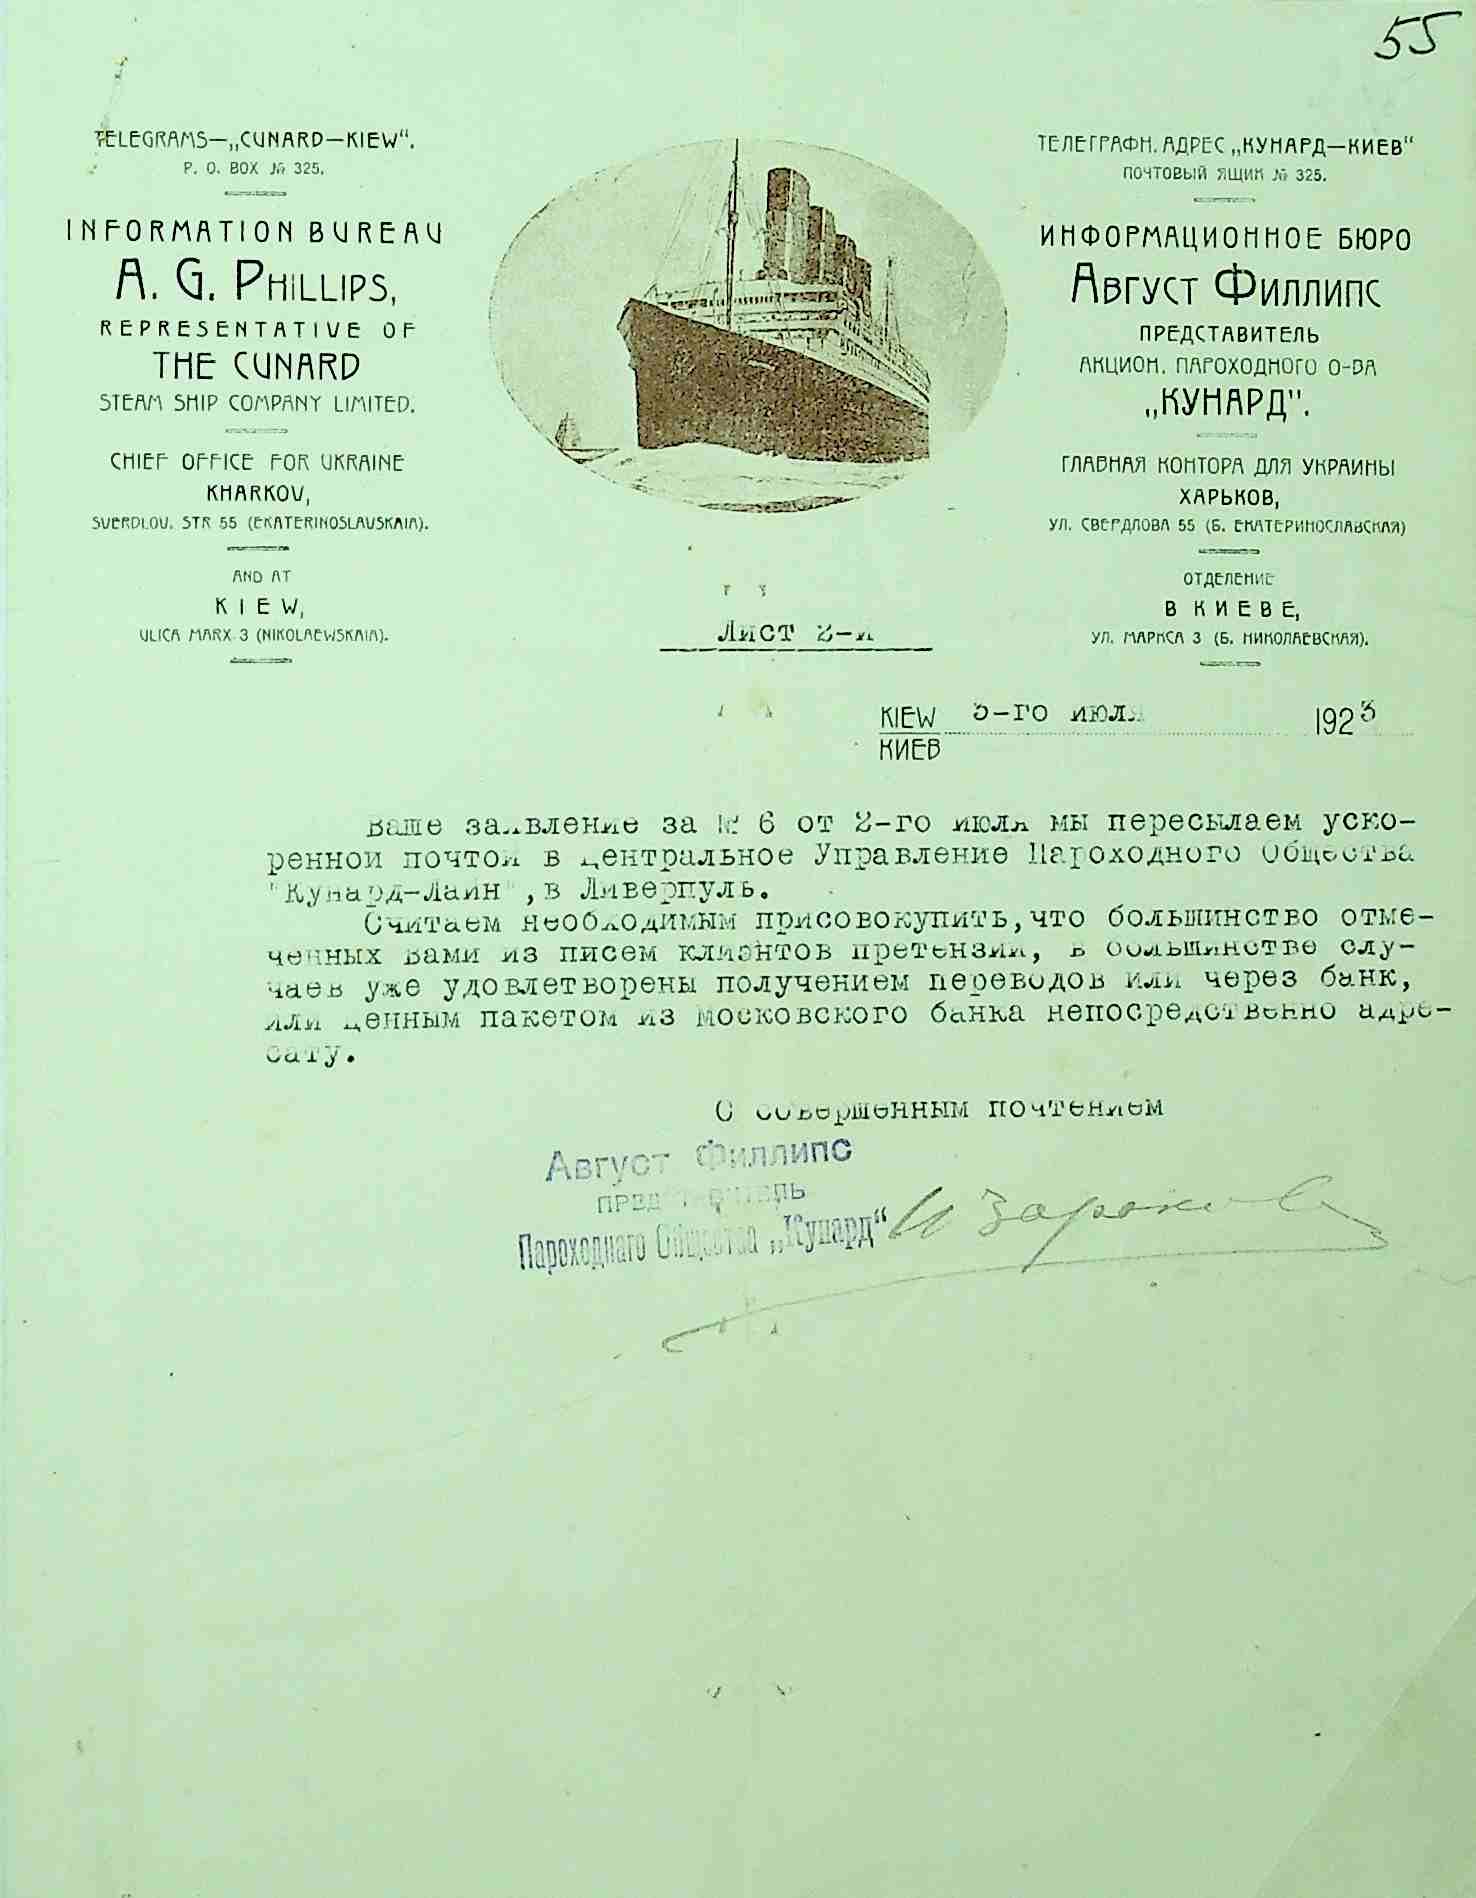 55
TELEGRAMS—„CUNARD—KIEW“.
P. O. BOX № 325.
INFORMATION BUREAU
A. G. PHILLIPS,
REPRESENTATIVE OF
THE CUNARD
STEAM SHIP COMPANY LIMITED.
CHIEF OFFICE FOR UKRAINE
KHARKOV,
SVERDLOV. STR 55 (EKATERINOSLAVSKAIA).
AND AT
KIEW,
ULICA MARX 3 (NIKOLAEWSKAIA).
ТЕЛЕГРАФН. АДРЕС „КУНАРД—КИЕВ“
ПОЧТОВЫЙ ЯЩИК № 325.
ИНФОРМАЦИОННОЕ БЮРО
АВГУСТ ФИЛЛИПС
ПРЕДСТАВИТЕЛЬ
АКЦИОН. ПАРОХОДНОГО О-ВА
„КУНАРД“.
ГЛАВНАЯ КОНТОРА ДЛЯ УКРАИНЫ
ХАРЬКОВ,
УЛ. СВЕРДЛОВА 55 (Б. ЕКАТЕРИНОСЛАВСКАЯ)
ОТДЕЛЕНИЕ
В КИЕВЕ,
УЛ. МАРКСА 3 (Б. НИКОЛАЕВСКАЯ).
Лист 2-й
KIEW
КИЕВ
-го июля 1923
Ваше заявление за № 6 от 2-го июля мы пересылаем уско-
ренной почтой в Центральное Управление Пароходного Общества
"Кунард-Лайн", в Ливерпуль.
Считаем необходимым присовокупить, что большинство отме-
ченных Вами из писем клиэнтов претензий, в большинстве слу-
чаев уже удовлетворены получением переводов или через банк,
или ценным пакетом из Московского банка непосредственно адре-
сату.
С совершенным почтением
Август Филлипс
ПРЕДСТАВИТЕЛЬ
Пароходнаго Общества „Кунард“